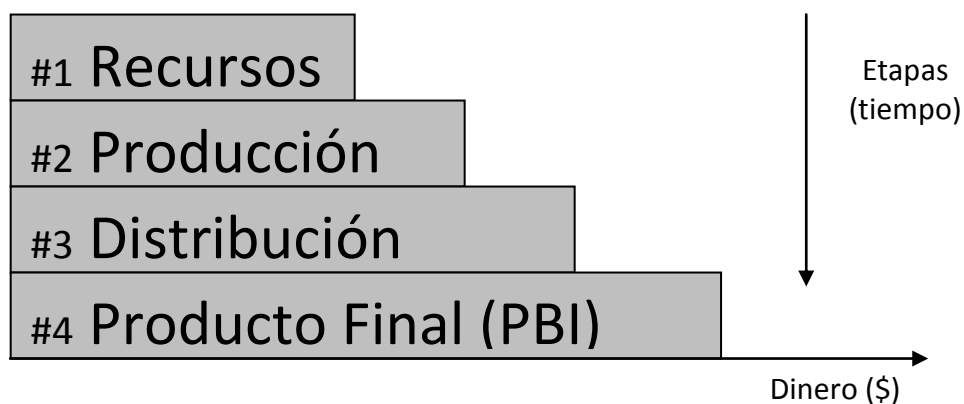 #1 Recursos
#2 Producción
#3 Distribución
#4 Producto Final (PBI)
Etapas
(tiempo)
Dinero ($)